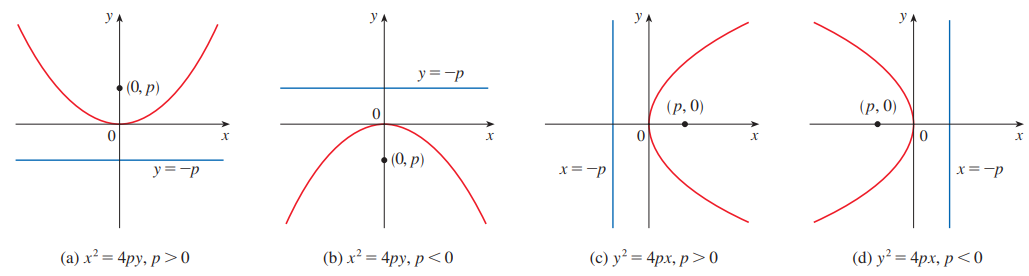 y
(0, p)
0
x
y = −p
(a) x² = 4py, p > 0
y
y = −p
0
x
(0, p)
(b) x² = 4py, p < 0
y
(p, 0)
0
x
x = −p
(c) y² = 4px, p > 0
y
(p, 0)
0
x
x = −p
(d) y² = 4px, p < 0